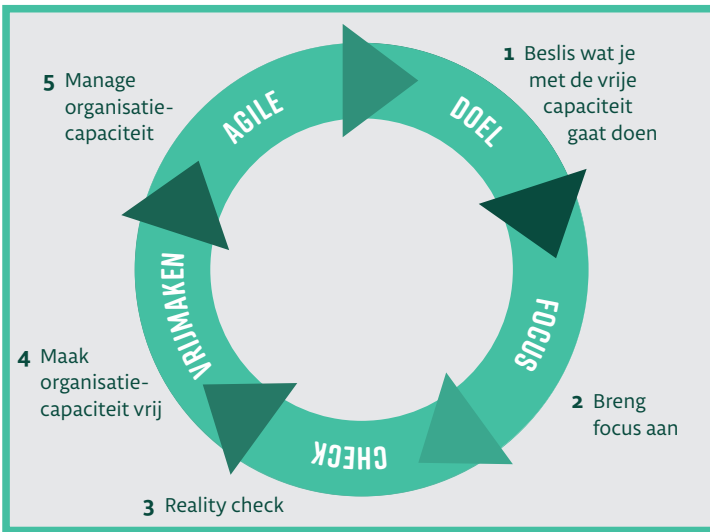 1 Beslis wat je
met de vrije
capaciteit
gaat doen
DOEL
2 Breng
focus aan
FOCUS
3 Reality check
CHECK
4 Maak
organisatie-
capaciteit vrij
VRIJMAKEN
5 Manage
organisatie-
capaciteit
AGILE